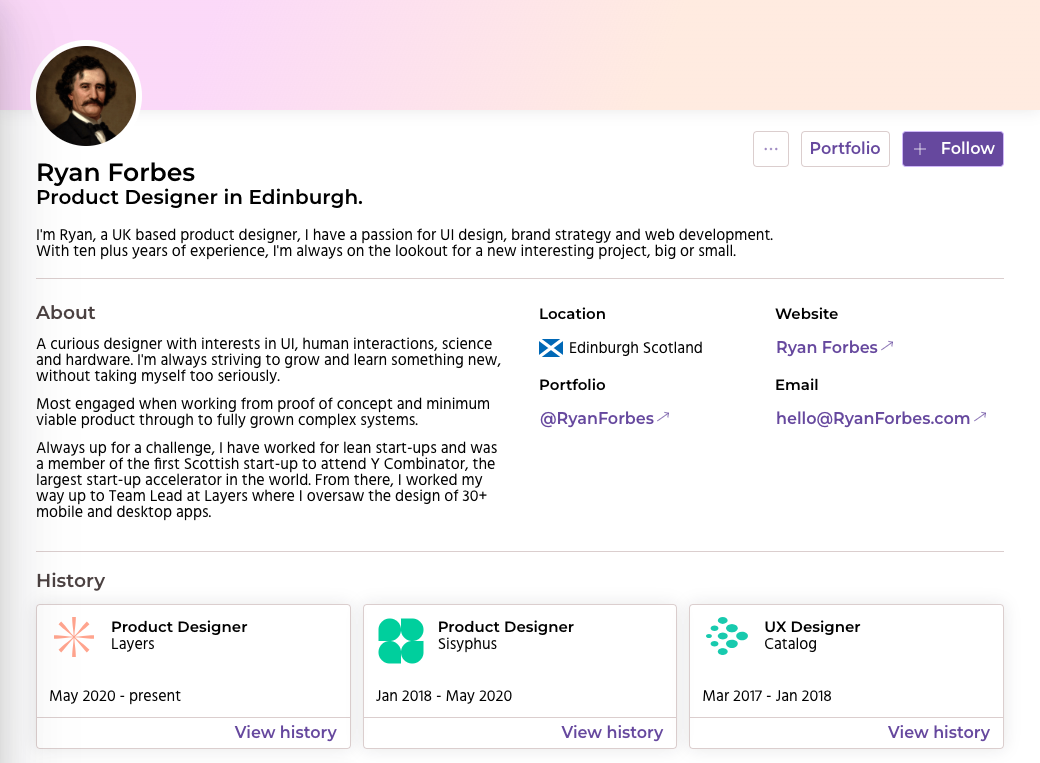 ...
Portfolio
+ Follow
Ryan Forbes
Product Designer in Edinburgh.
I'm Ryan, a UK based product designer, I have a passion for UI design, brand strategy and web development.
With ten plus years of experience, I'm always on the lookout for a new interesting project, big or small.
About
A curious designer with interests in UI, human interactions, science
and hardware. I'm always striving to grow and learn something new,
without taking myself too seriously.
Most engaged when working from proof of concept and minimum
viable product through to fully grown complex systems.
Always up for a challenge, I have worked for lean start-ups and was
a member of the first Scottish start-up to attend Y Combinator, the
largest start-up accelerator in the world. From there, I worked my
way up to Team Lead at Layers where I oversaw the design of 30+
mobile and desktop apps.
Location
Edinburgh Scotland
Website
Ryan Forbes
Portfolio
@RyanForbes
Email
hello@RyanForbes.com
History
Product Designer
Layers
May 2020 - present
View history
Product Designer
Sisyphus
Jan 2018 - May 2020
View history
UX Designer
Catalog
Mar 2017 - Jan 2018
View history